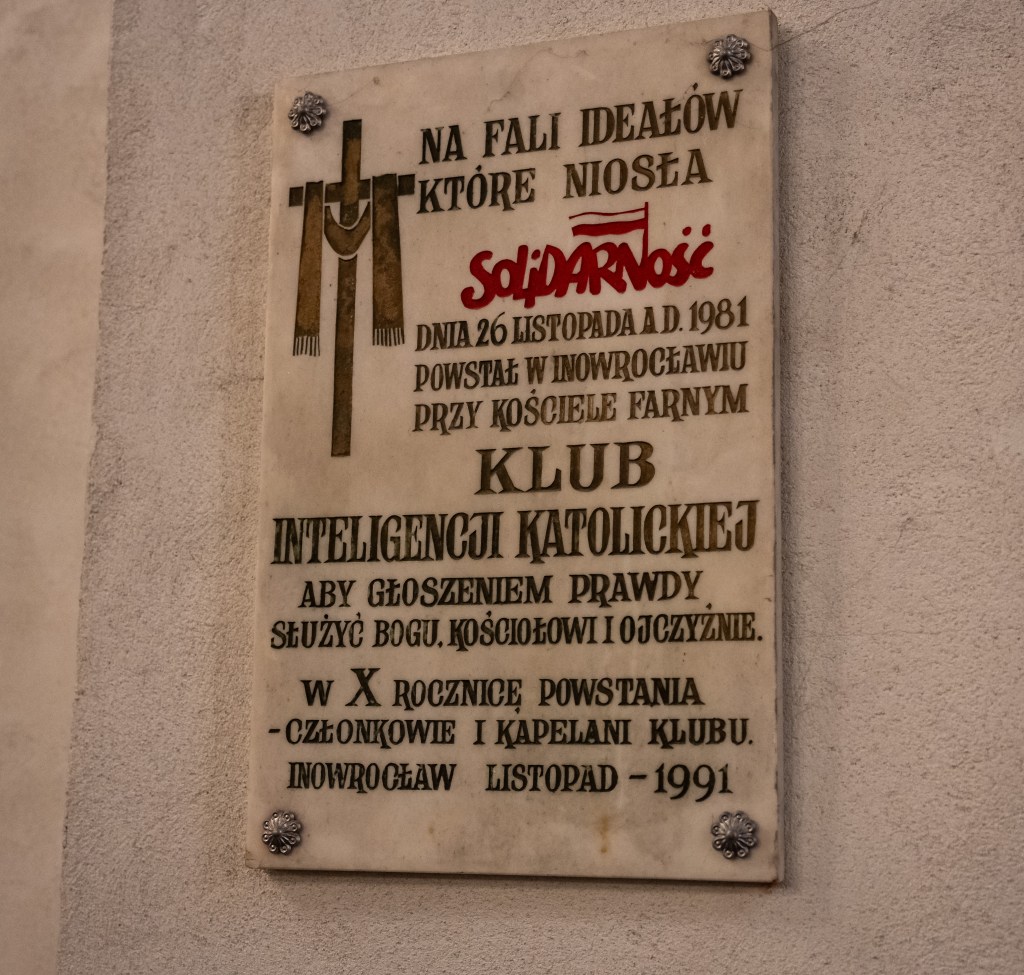 NA FALI IDEAŁÓW
KTÓRE NIOSŁA
SOLIDARNOŚĆ
DNIA 26 LISTOPADA A.D. 1981
POWSTAŁ W INOWROCŁAWIU
PRZY KOŚCIELE FARNYM
KLUB
INTELIGENCJI KATOLICKIEJ
ABY GŁOSZENIEM PRAWDY
SŁUŻYĆ BOGU, KOŚCIOŁOWI I OJCZYŹNIE.
W X ROCZNICĘ POWSTANIA
-CZŁONKOWIE I KAPELANI KLUBU.
INOWROCŁAW LISTOPAD - 1991